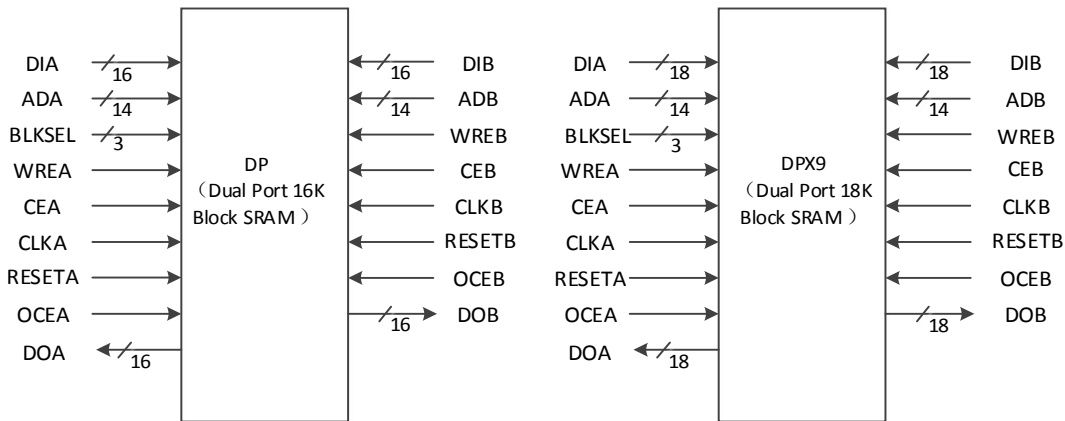 DIA
16
ADA
14
BLKSEL
3
WREA
CEA
CLKA
RESETA
OCEA
DOA
16
DP
（Dual Port 16K
Block SRAM ）
16
DIB
14
ADB
WREB
CEB
CLKB
RESETB
OCEB
16
DOB
DIA
18
ADA
14
BLKSEL
3
WREA
CEA
CLKA
RESETA
OCEA
DOA
18
DPX9
（Dual Port 18K
Block SRAM ）
18
DIB
14
ADB
WREB
CEB
CLKB
RESETB
OCEB
18
DOB